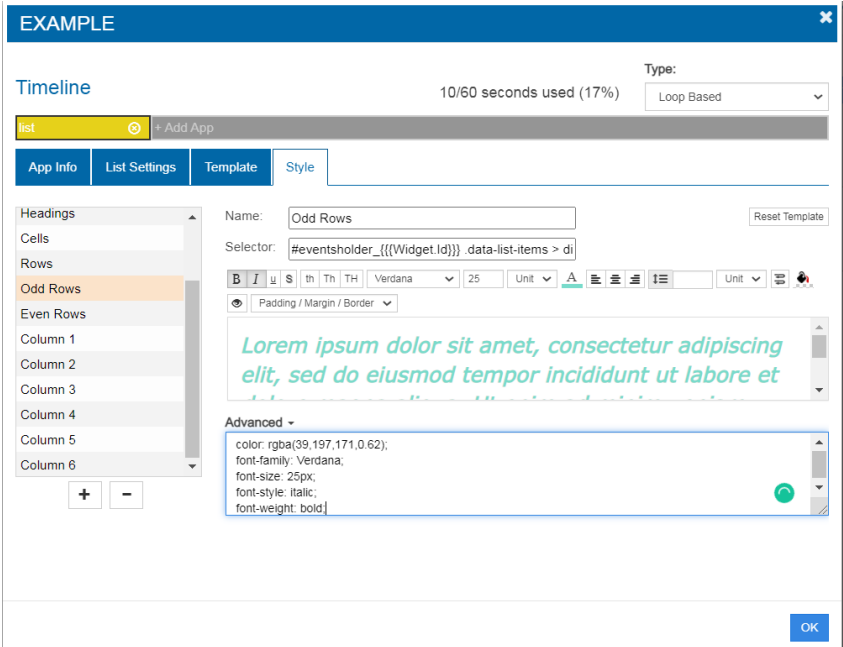 EXAMPLE
Timeline
10/60 seconds used (17%)
Type:
Loop Based
list
+ Add App
App Info
List Settings
Template
Style
Headings
Cells
Rows
Odd Rows
Even Rows
Column 1
Column 2
Column 3
Column 4
Column 5
Column 6
+ -
Name: Odd Rows
Reset Template
Selector: #eventsholder_{{{Widget.Id}}} .data-list-items > di
B I u S th Th TH Verdana 25 Unit A Unit
Padding / Margin / Border
Lorem ipsum dolor sit amet, consectetur adipiscing
elit, sed do eiusmod tempor incididunt ut labore et
Advanced
color: rgba(39,197,171,0.62);
font-family: Verdana;
font-size: 25px;
font-style: italic;
font-weight: bold;
OK